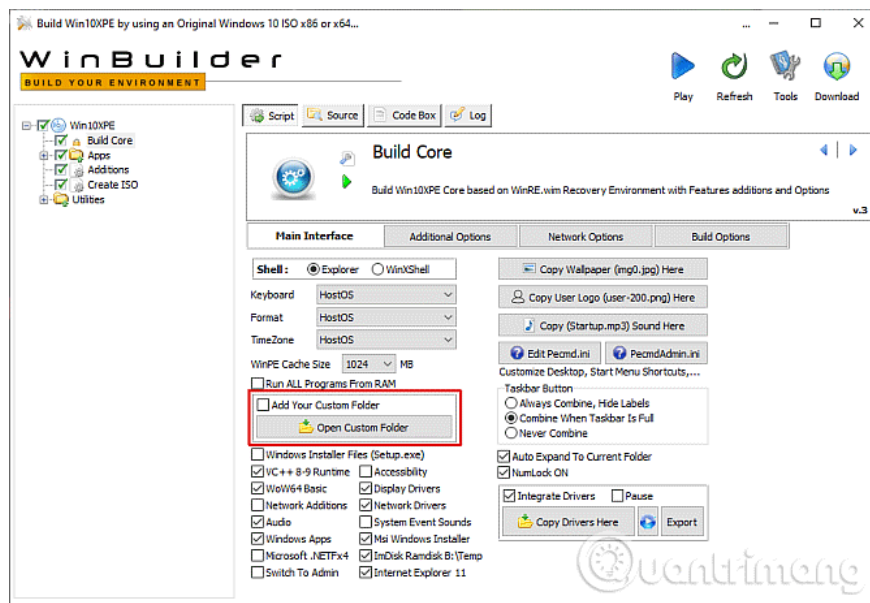 Build Win10XPE by using an Original Windows 10 ISO x86 or x64...
WinBuilder
BUILD YOUR ENVIRONMENT
Play Refresh Tools Download
Script Source Code Box Log
Win10XPE
Build Core
Apps
Additions
Create ISO
Utilities
Build Core
Build Win10XPE Core based on WinRE.wim Recovery Environment with Features additions and Options
v.3
Main Interface Additional Options Network Options Build Options
Shell : Explorer WinXShell
Keyboard HostOS
Format HostOS
TimeZone HostOS
WinPE Cache Size 1024 MB
Run ALL Programs From RAM
Add Your Custom Folder
Open Custom Folder
Windows Installer Files (Setup.exe)
VC++ 8-9 Runtime Accessibility
WoW64 Basic Display Drivers
Network Additions Network Drivers
Audio System Event Sounds
Windows Apps Msi Windows Installer
Microsoft .NETFx4 ImDisk Ramdisk B:\Temp
Switch To Admin Internet Explorer 11
Copy Wallpaper (img0.jpg) Here
Copy User Logo (user-200.png) Here
Copy (Startup.mp3) Sound Here
Edit Pecmd.ini PecmdAdmin.ini
Customize Desktop, Start Menu Shortcuts,...
Taskbar Button
Always Combine, Hide Labels
Combine When Taskbar Is Full
Never Combine
Auto Expand To Current Folder
NumLock ON
Integrate Drivers Pause
Copy Drivers Here Export
Quantrimang